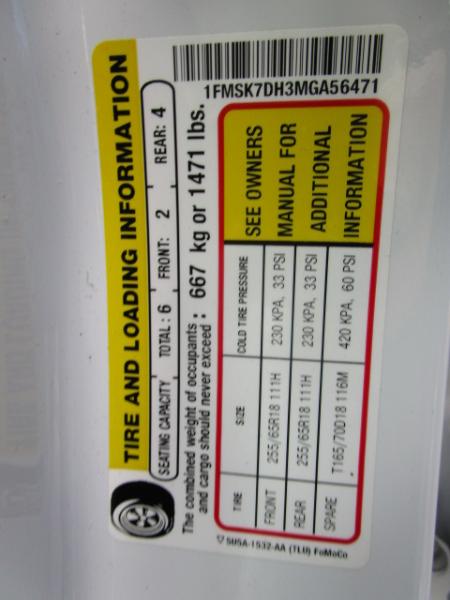 TIRE AND LOADING INFORMATION
SEATING CAPACITY TOTAL : 6 FRONT: 2 REAR: 4
The combined weight of occupants
and cargo should never exceed : 667 kg or 1471 lbs.
1FMSK7DH3MGA56471
TIRE SIZE COLD TIRE PRESSURE SEE OWNERS
FRONT 255/65R18 111H 230 KPA, 33 PSI MANUAL FOR
REAR 255/65R18 111H 230 KPA, 33 PSI ADDITIONAL
SPARE T165/70D18 116M 420 KPA, 60 PSI INFORMATION
5U5A-1532-AA (TLU) FoMoCo